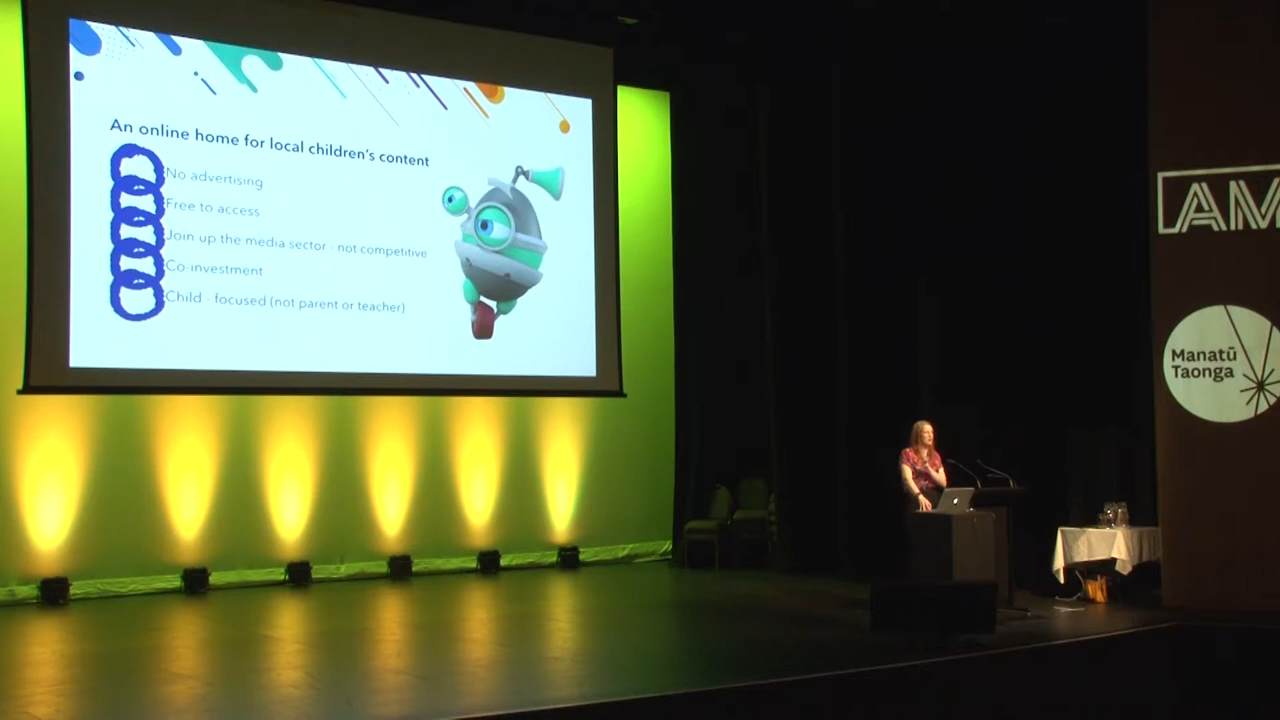 An online home for local children's content
No advertising
Free to access
Join up the media sector - not competitive
Co-investment
Child - focused (not parent or teacher)
AM
Manatū
Taonga